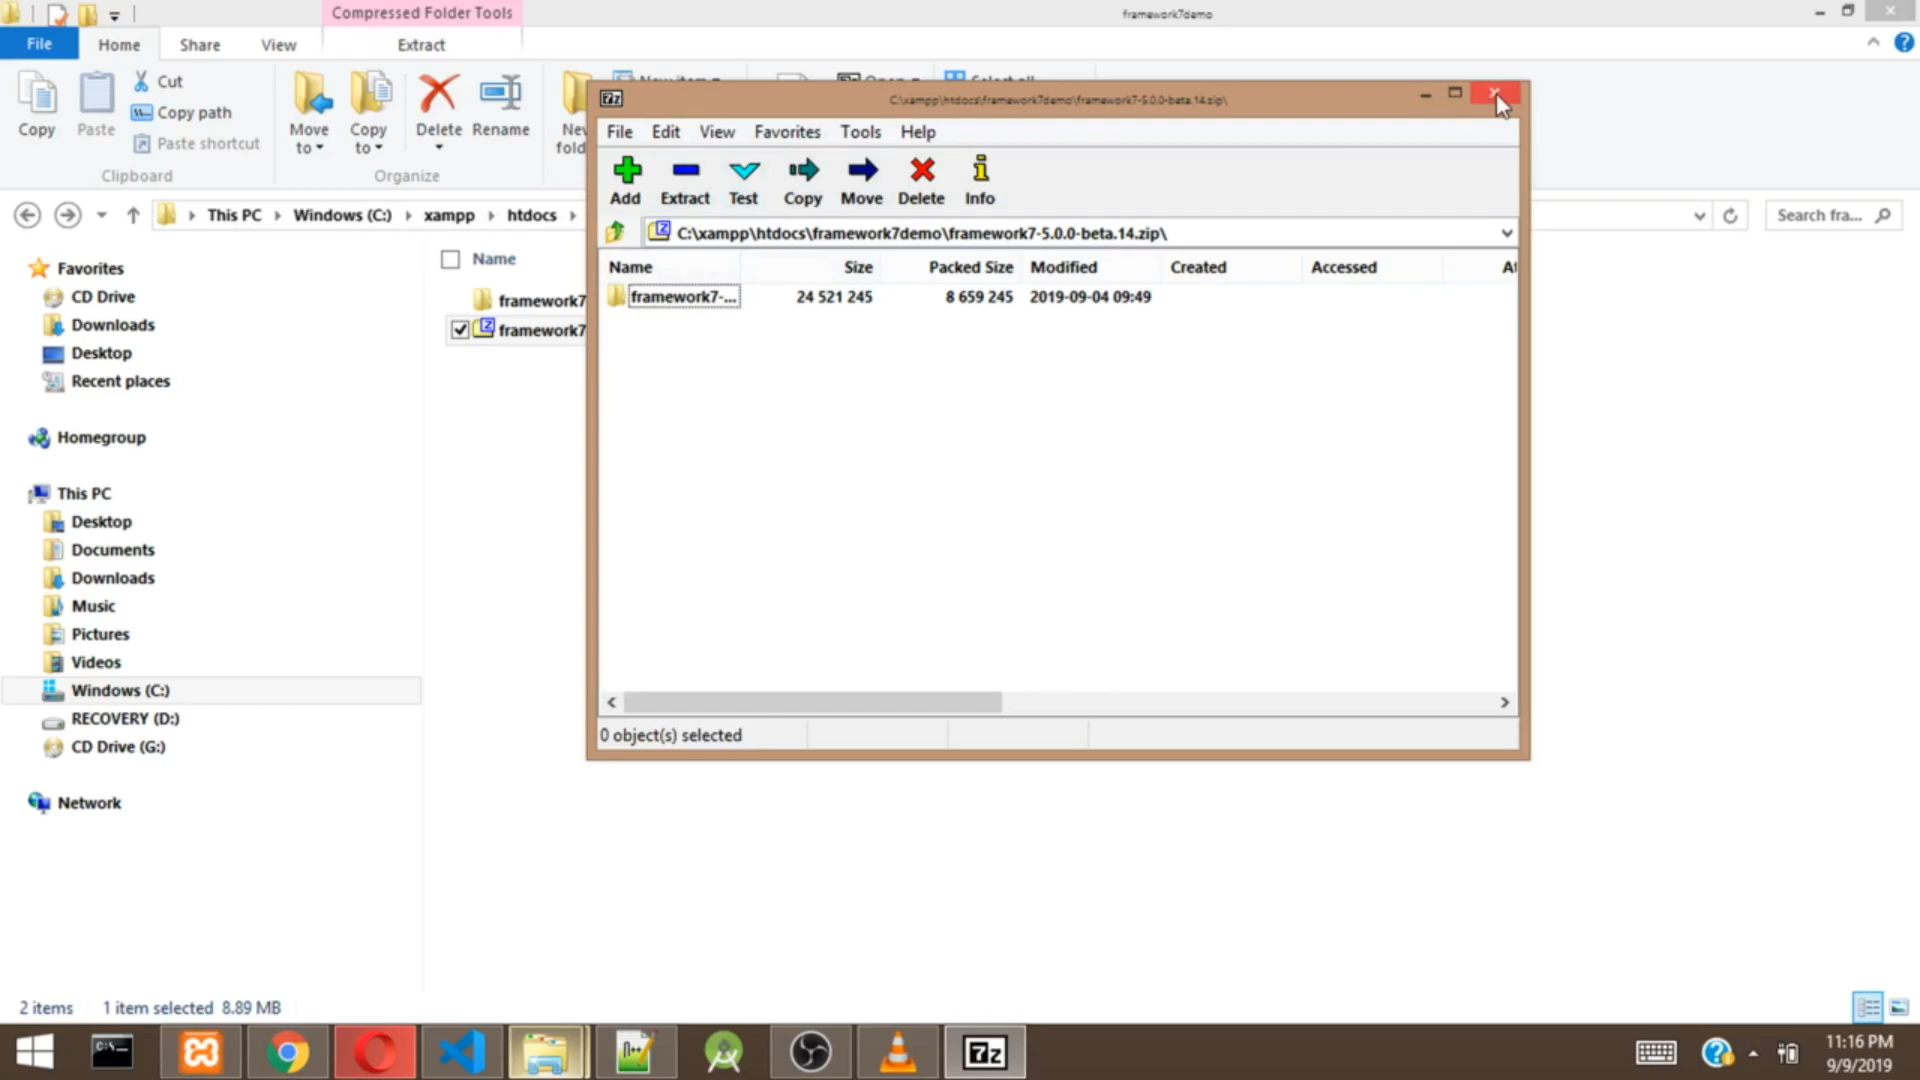 Compressed Folder Tools
framework7demo
File
Home
Share
View
Extract
Copy
Paste
Cut
Copy path
Paste shortcut
Clipboard
Move to
Copy to
Delete
Rename
Organize
New item
Open
Select all
This PC
Windows (C:)
xampp
htdocs
Search fra...
Favorites
CD Drive
Downloads
Desktop
Recent places
Homegroup
This PC
Desktop
Documents
Downloads
Music
Pictures
Videos
Windows (C:)
RECOVERY (D:)
CD Drive (G:)
Network
Name
framework7
framework7
C:\xampp\htdocs\framework7demo\framework7-5.0.0-beta.14.zip\
File Edit View Favorites Tools Help
Add Extract Test Copy Move Delete Info
C:\xampp\htdocs\framework7demo\framework7-5.0.0-beta.14.zip\
Name Size Packed Size Modified Created Accessed
framework7-... 24 521 245 8 659 245 2019-09-04 09:49
0 object(s) selected
2 items 1 item selected 8.89 MB
11:16 PM
9/9/2019